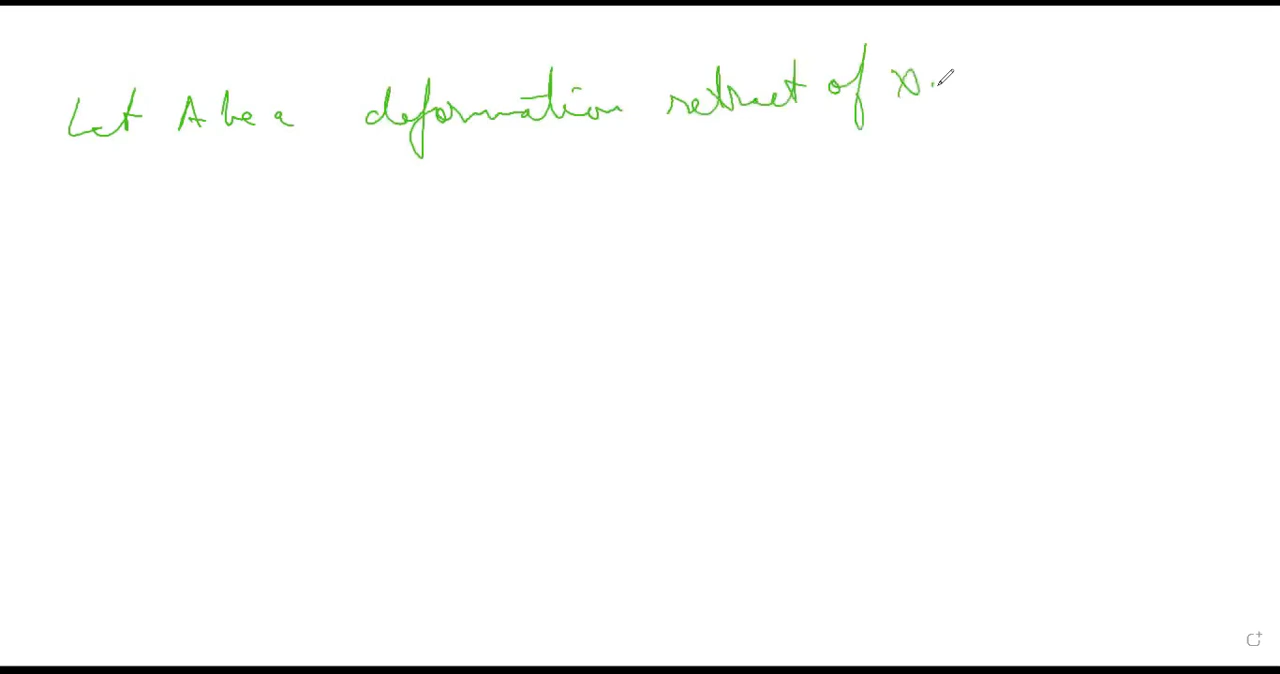 Let A be a deformation retract of X.